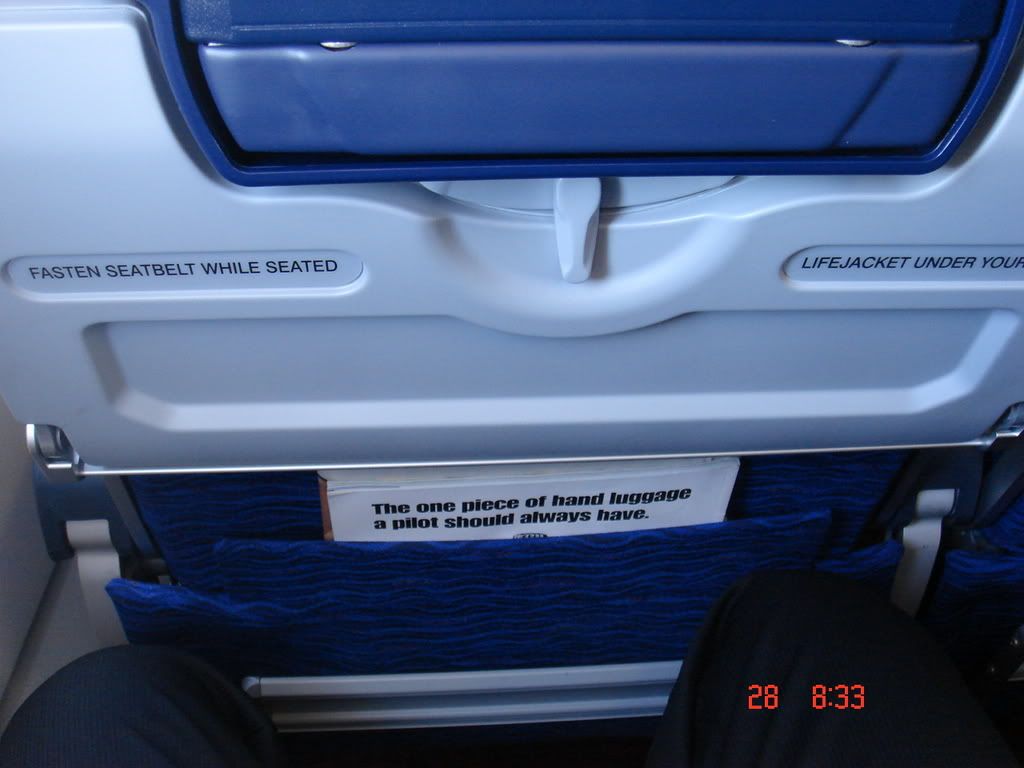 FASTEN SEATBELT WHILE SEATED
LIFEJACKET UNDER YOUR
The one piece of hand luggage
a pilot should always have.
28 8:33